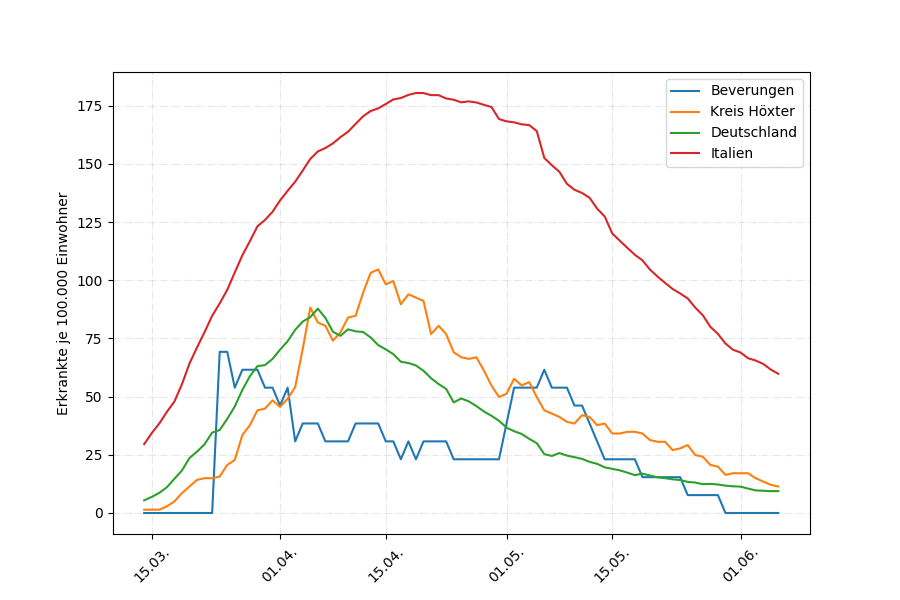 Beverungen
Kreis Höxter
Deutschland
Italien
Erkrankte je 100.000 Einwohner
175
150
125
100
75
50
25
0
15.03.
01.04.
15.04.
01.05.
15.05.
01.06.